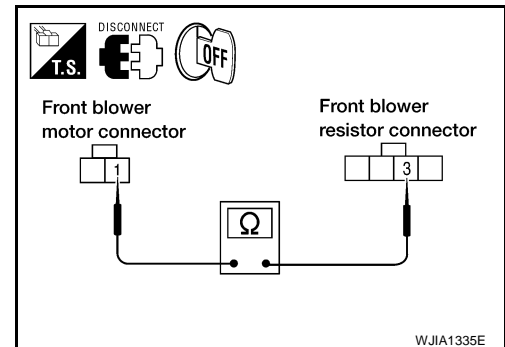 DISCONNECT
T.S.
OFF
Front blower
motor connector
Front blower
resistor connector
1
3
Ω
WJIA1335E